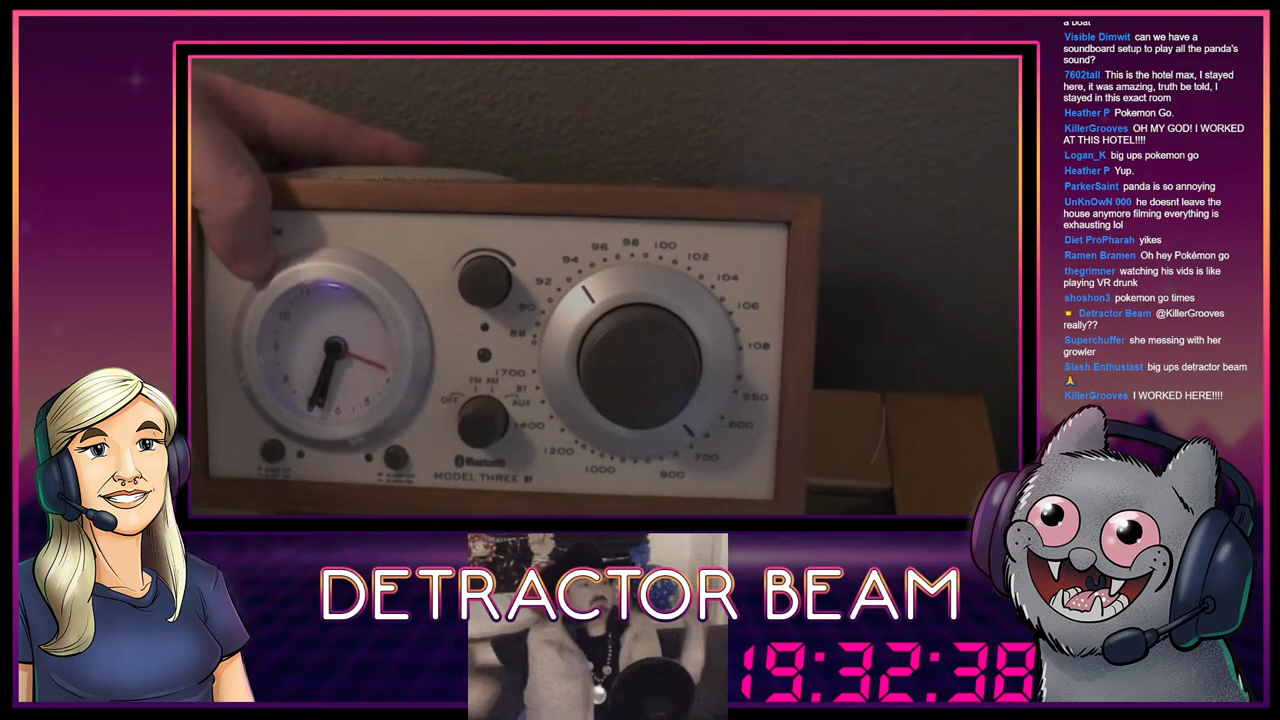 a boat
Visible Dimwit can we have a
soundboard setup to play all the panda's
sound?
7602tall This is the hotel max, I stayed
here, it was amazing, truth be told, I
stayed in this exact room
Heather P Pokemon Go.
KillerGrooves OH MY GOD! I WORKED
AT THIS HOTEL!!!!
Logan_K big ups pokemon go
Heather P Yup.
ParkerSaint panda is so annoying
UnKnOwN 000 he doesnt leave the
house anymore filming everything is
exhausting lol
Diet ProPharah yikes
Ramen Bramen Oh hey Pokémon go
thegrimner watching his vids is like
playing VR drunk
shoshon3 pokemon go times
Detractor Beam @KillerGrooves
really??
Superchuffer she messing with her
growler
Slash Enthusiast big ups detractor beam
🙏
KillerGrooves I WORKED HERE!!!!
88 90 92 94 96 98 100 102 104 106 108
1700 1400 1200 1000 800 700 600 550
FM AM
OFF BT
AUX
Bluetooth
MODEL THREE
DETRACTOR BEAM
19:32:38